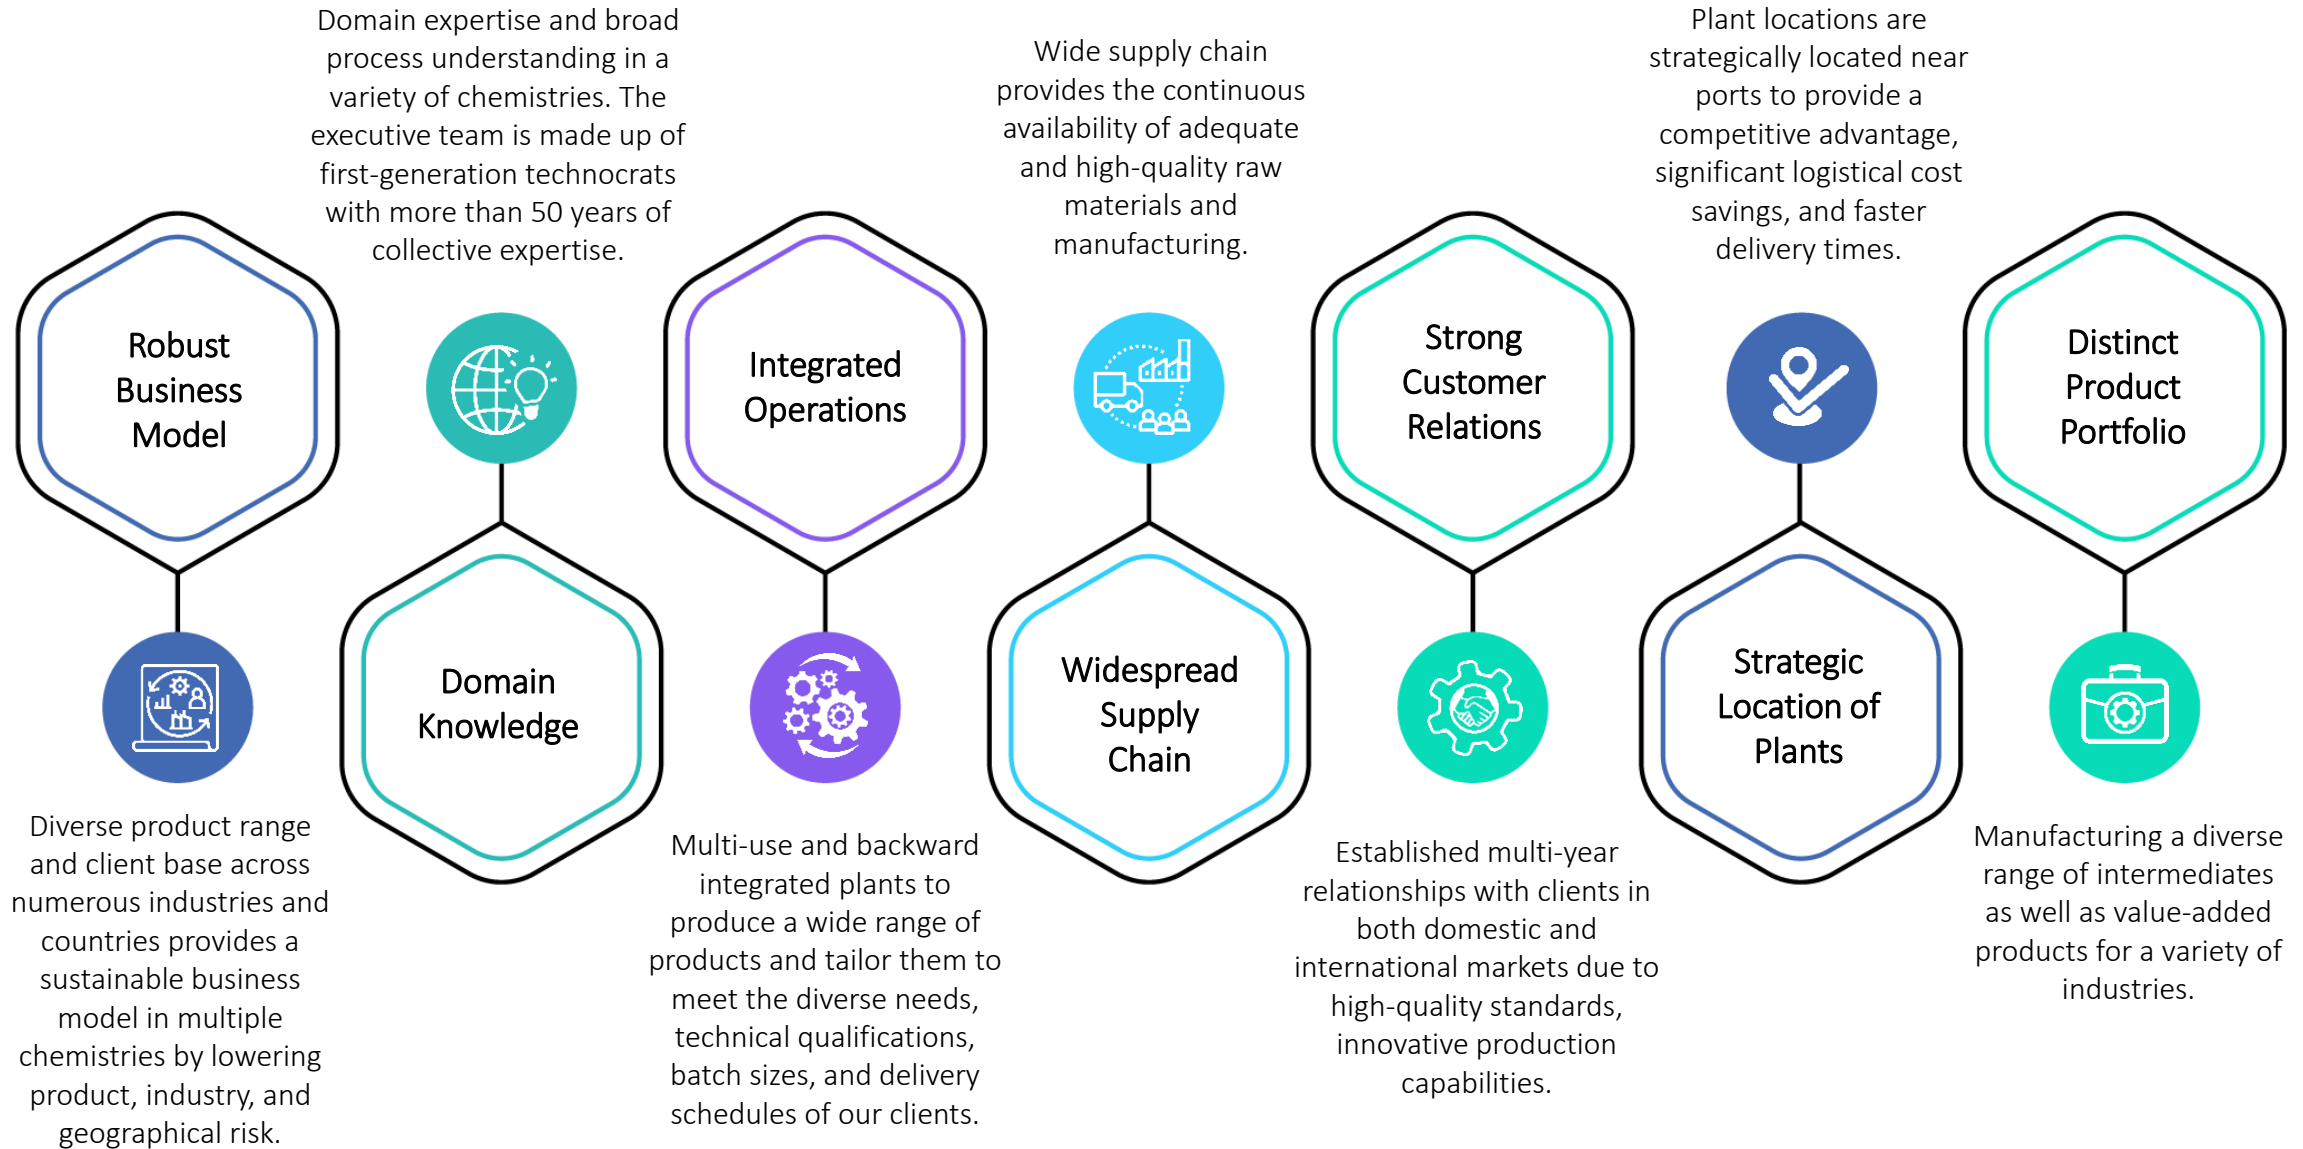 Robust
Business
Model
Diverse product range
and client base across
numerous industries and
countries provides a
sustainable business
model in multiple
chemistries by lowering
product, industry, and
geographical risk.
Domain expertise and broad
process understanding in a
variety of chemistries. The
executive team is made up of
first-generation technocrats
with more than 50 years of
collective expertise.
Domain
Knowledge
Integrated
Operations
Multi-use and backward
integrated plants to
produce a wide range of
products and tailor them to
meet the diverse needs,
technical qualifications,
batch sizes, and delivery
schedules of our clients.
Wide supply chain
provides the continuous
availability of adequate
and high-quality raw
materials and
manufacturing.
Widespread
Supply
Chain
Strong
Customer
Relations
Established multi-year
relationships with clients in
both domestic and
international markets due to
high-quality standards,
innovative production
capabilities.
Plant locations are
strategically located near
ports to provide a
competitive advantage,
significant logistical cost
savings, and faster
delivery times.
Strategic
Location of
Plants
Distinct
Product
Portfolio
Manufacturing a diverse
range of intermediates
as well as value-added
products for a variety of
industries.